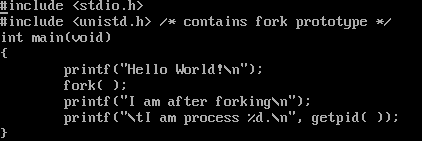 #include <stdio.h>
#include <unistd.h> /* contains fork prototype */
int main(void)
{
        printf("Hello World!\n");
        fork( );
        printf("I am after forking\n");
        printf("\tI am process %d.\n", getpid( ));
}